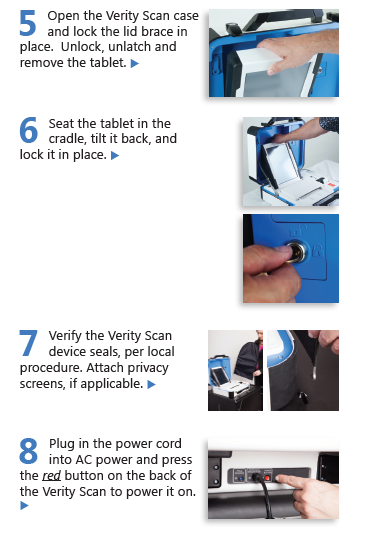 5 Open the Verity Scan case
and lock the lid brace in
place. Unlock, unlatch and
remove the tablet. ▶
6 Seat the tablet in the
cradle, tilt it back, and
lock it in place. ▶
7 Verify the Verity Scan
device seals, per local
procedure. Attach privacy
screens, if applicable. ▶
8 Plug in the power cord
into AC power and press
the red button on the back of
the Verity Scan to power it on.
▶